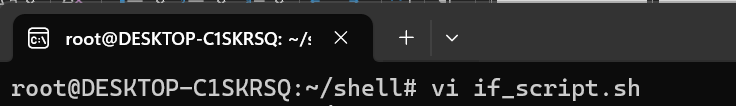 root@DESKTOP-C1SKRSQ: ~/s
root@DESKTOP-C1SKRSQ:~/shell# vi if_script.sh